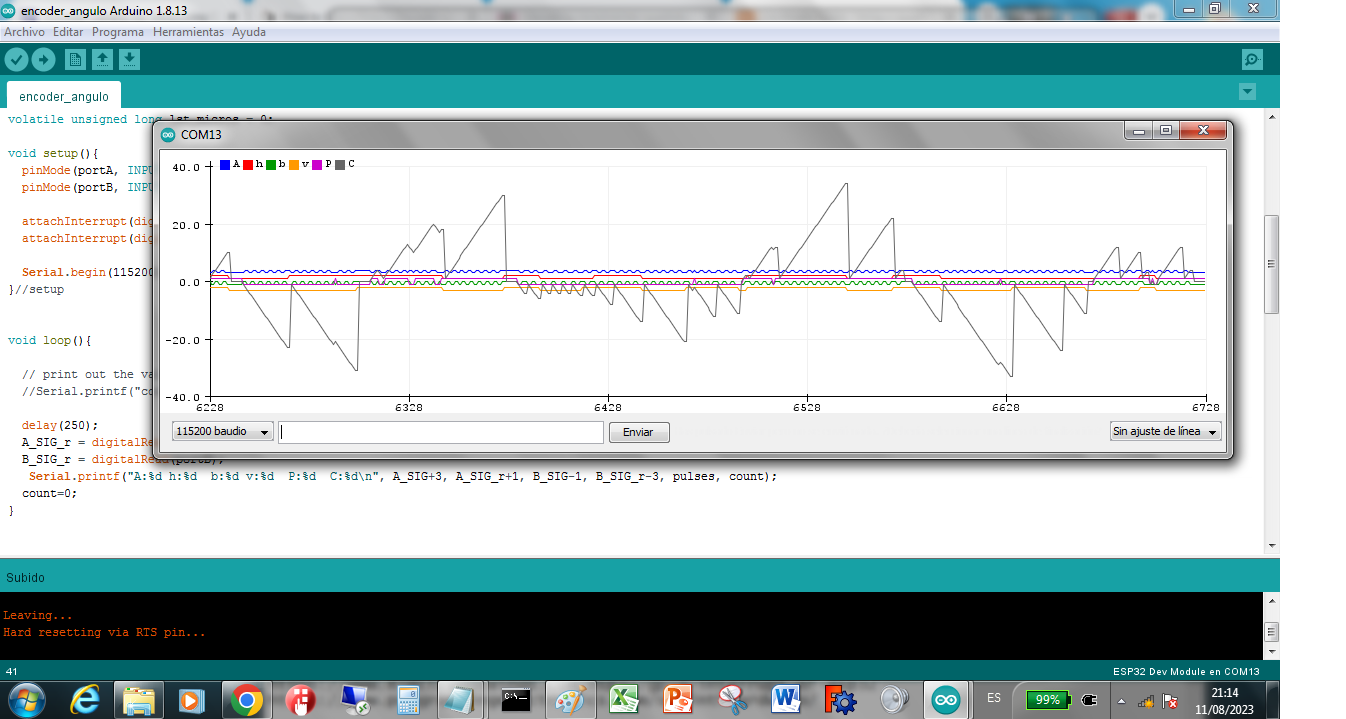 encoder_angulo Arduino 1.8.13
Archivo Editar Programa Herramientas Ayuda
encoder_angulo
volatile unsigned long lst_micros = 0;
void setup(){
pinMode(portA, INPU
pinMode(portB, INPU
attachInterrupt(dig
attachInterrupt(dig
Serial.begin(115200
}//setup
void loop(){
// print out the va
//Serial.printf("co
delay(250);
A_SIG_r = digitalRe
B_SIG_r = digitalRead(portB);
Serial.printf("A:%d h:%d  b:%d v:%d  P:%d  C:%d\n", A_SIG+3, A_SIG_r+1, B_SIG-1, B_SIG_r-3, pulses, count);
count=0;
}
COM13
A h b v P C
40.0
20.0
0.0
-20.0
-40.0
6228 6328 6428 6528 6628 6728
115200 baudio
Enviar
Sin ajuste de línea
Subido
Leaving...
Hard resetting via RTS pin...
41
ESP32 Dev Module en COM13
ES
99%
21:14
11/08/2023